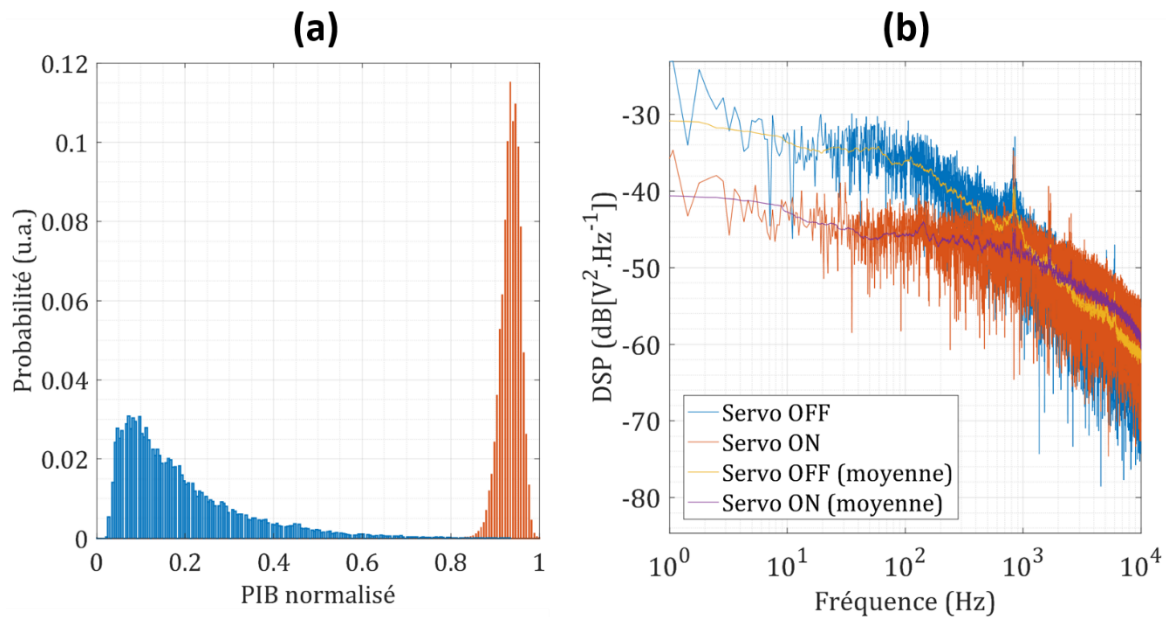 (a)
0.12
0.1
0.08
0.06
0.04
0.02
0
Probabilité (u.a.)
0
0.2
0.4
0.6
0.8
1
PIB normalisé
(b)
-30
-40
-50
-60
-70
-80
DSP (dB[V².Hz⁻¹])
Servo OFF
Servo ON
Servo OFF (moyenne)
Servo ON (moyenne)
10⁰
10¹
10²
10³
10⁴
Fréquence (Hz)